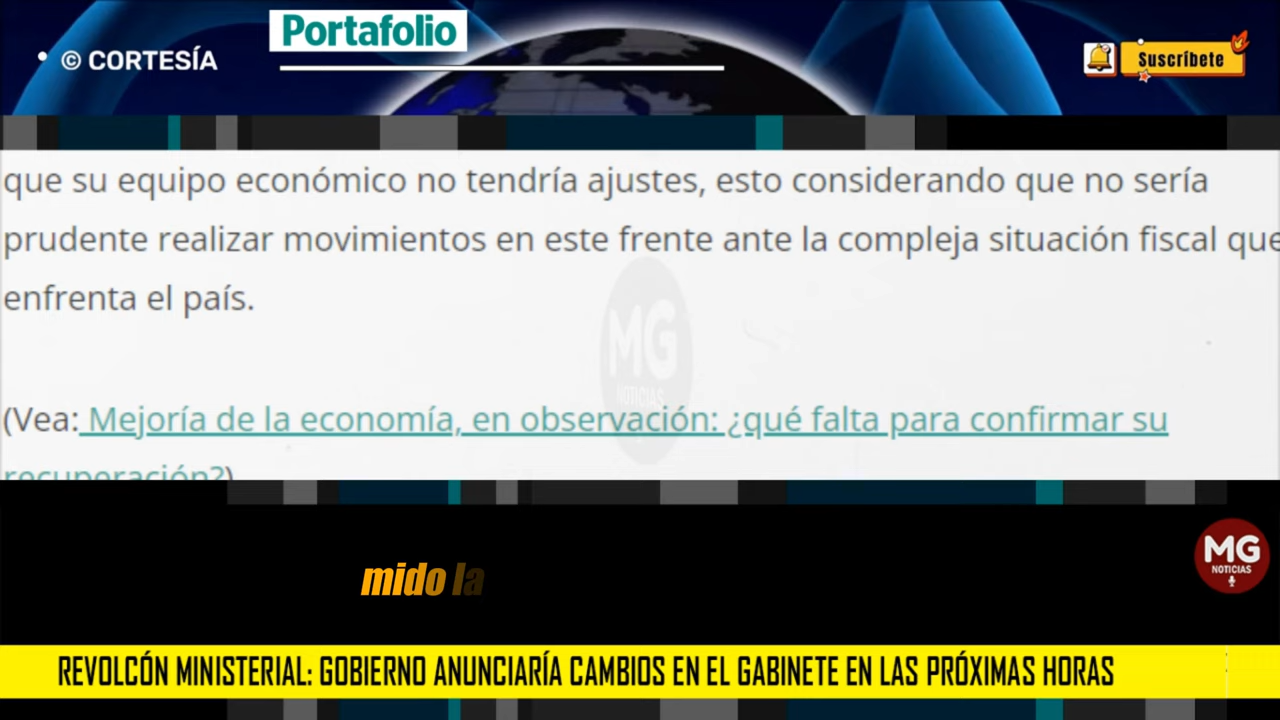 Portafolio
© CORTESÍA
Suscríbete
que su equipo económico no tendría ajustes, esto considerando que no sería
prudente realizar movimientos en este frente ante la compleja situación fiscal que
enfrenta el país.
MG
NOTICIAS
(Vea: Mejoría de la economía, en observación: ¿qué falta para confirmar su
recuperación?)
mido la
MG
NOTICIAS
REVOLCÓN MINISTERIAL: GOBIERNO ANUNCIARÍA CAMBIOS EN EL GABINETE EN LAS PRÓXIMAS HORAS